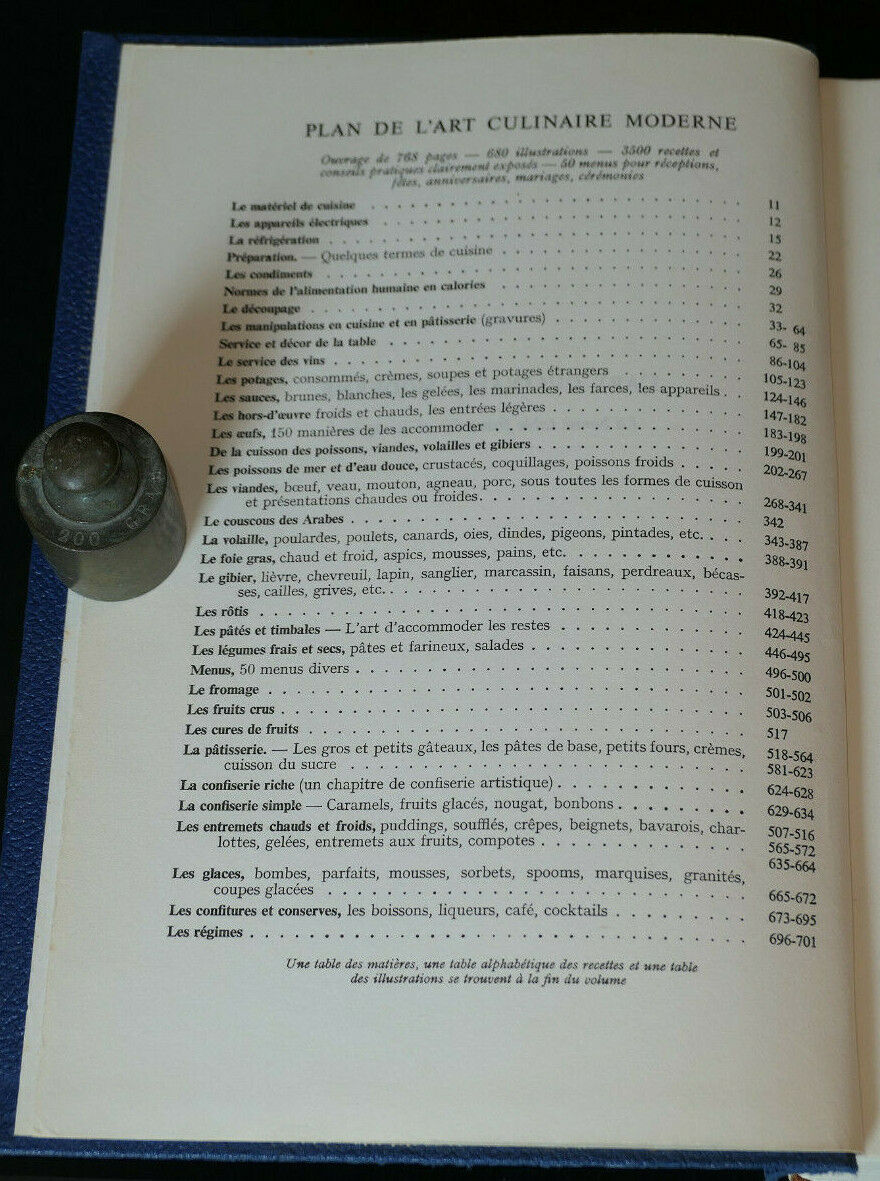 PLAN DE L'ART CULINAIRE MODERNE
Ouvrage de 768 pages — 680 illustrations — 3500 recettes et
conseils pratiques clairement exposés — 50 menus pour réceptions,
fêtes, anniversaires, mariages, cérémonies
Le matériel de cuisine . . . 11
Les appareils électriques . . . 12
La réfrigération . . . 15
Préparation. — Quelques termes de cuisine . . . 22
Les condiments . . . 26
Normes de l'alimentation humaine en calories . . . 29
Le découpage . . . 32
Les manipulations en cuisine et en pâtisserie (gravures) . . . 33- 64
Service et décor de la table . . . 65- 85
Le service des vins . . . 86-104
Les potages, consommés, crèmes, soupes et potages étrangers . . . 105-123
Les sauces, brunes, blanches, les gelées, les marinades, les farces, les appareils . . 124-146
Les hors-d'œuvre froids et chauds, les entrées légères . . . 147-182
Les œufs, 150 manières de les accommoder . . . 183-198
De la cuisson des poissons, viandes, volailles et gibiers . . . 199-201
Les poissons de mer et d'eau douce, crustacés, coquillages, poissons froids . . . 202-267
Les viandes, bœuf, veau, mouton, agneau, porc, sous toutes les formes de cuisson
et présentations chaudes ou froides. . . . 268-341
Le couscous des Arabes . . . 342
La volaille, poulardes, poulets, canards, oies, dindes, pigeons, pintades, etc. . . . 343-387
Le foie gras, chaud et froid, aspics, mousses, pains, etc. . . . 388-391
Le gibier, lièvre, chevreuil, lapin, sanglier, marcassin, faisans, perdreaux, bécas-
ses, cailles, grives, etc. . . . 392-417
Les rôtis . . . 418-423
Les pâtés et timbales — L'art d'accommoder les restes . . . 424-445
Les légumes frais et secs, pâtes et farineux, salades . . . 446-495
Menus, 50 menus divers . . . 496-500
Le fromage . . . 501-502
Les fruits crus . . . 503-506
Les cures de fruits . . . 517
La pâtisserie. — Les gros et petits gâteaux, les pâtes de base, petits fours, crèmes, 518-564
cuisson du sucre . . . 581-623
La confiserie riche (un chapitre de confiserie artistique) . . . 624-628
La confiserie simple — Caramels, fruits glacés, nougat, bonbons . . . 629-634
Les entremets chauds et froids, puddings, soufflés, crêpes, beignets, bavarois, char- 507-516
lottes, gelées, entremets aux fruits, compotes . . . 565-572
635-664
Les glaces, bombes, parfaits, mousses, sorbets, spooms, marquises, granités,
coupes glacées . . . 665-672
Les confitures et conserves, les boissons, liqueurs, café, cocktails . . . 673-695
Les régimes . . . 696-701
Une table des matières, une table alphabétique des recettes et une table
des illustrations se trouvent à la fin du volume
200 GRAM